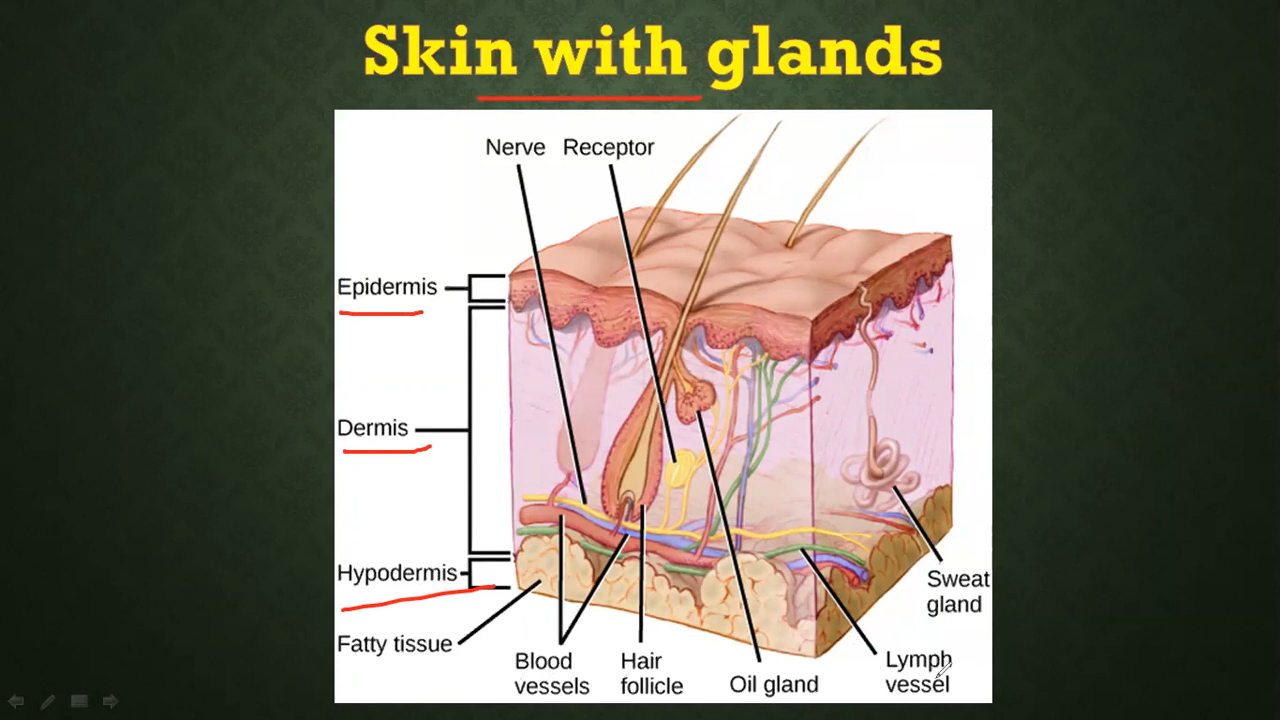 Skin with glands
Nerve Receptor
Epidermis
Dermis
Hypodermis
Fatty tissue
Blood
vessels
Hair
follicle
Oil gland
Lymph
vessel
Sweat
gland